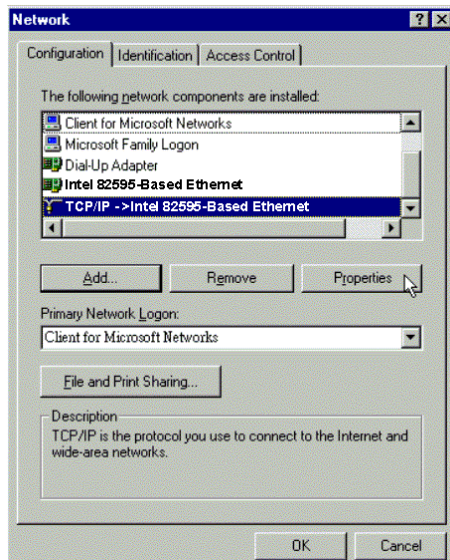 Network
Configuration Identification Access Control
The following network components are installed:
Client for Microsoft Networks
Microsoft Family Logon
Dial-Up Adapter
Intel 82595-Based Ethernet
TCP/IP ->Intel 82595-Based Ethernet
Add... Remove Properties
Primary Network Logon:
Client for Microsoft Networks
File and Print Sharing...
Description
TCP/IP is the protocol you use to connect to the Internet and
wide-area networks.
OK Cancel